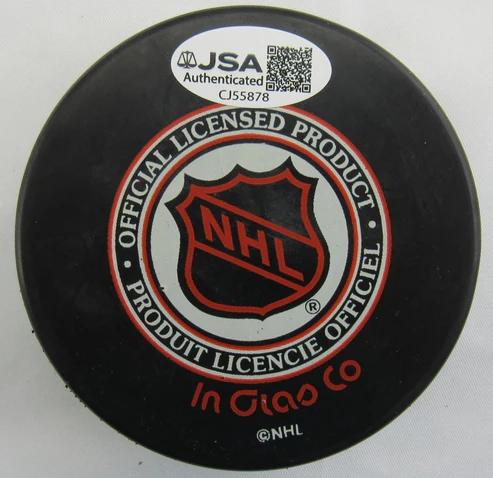 JSA
Authenticated
CJ55878
• OFFICIAL LICENSED PRODUCT •
NHL
®
PRODUIT LICENCIE OFFICIEL
In Glas Co
©NHL